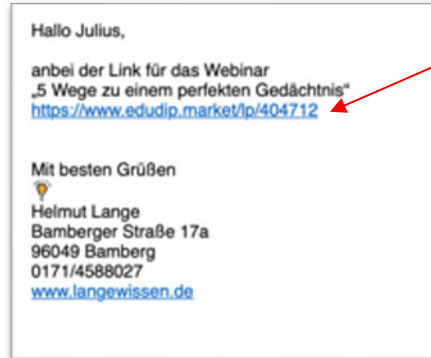 Hallo Julius,
anbei der Link für das Webinar
„5 Wege zu einem perfekten Gedächtnis“
https://www.edudip.market/lp/404712
Mit besten Grüßen
Helmut Lange
Bamberger Straße 17a
96049 Bamberg
0171/4588027
www.langewissen.de